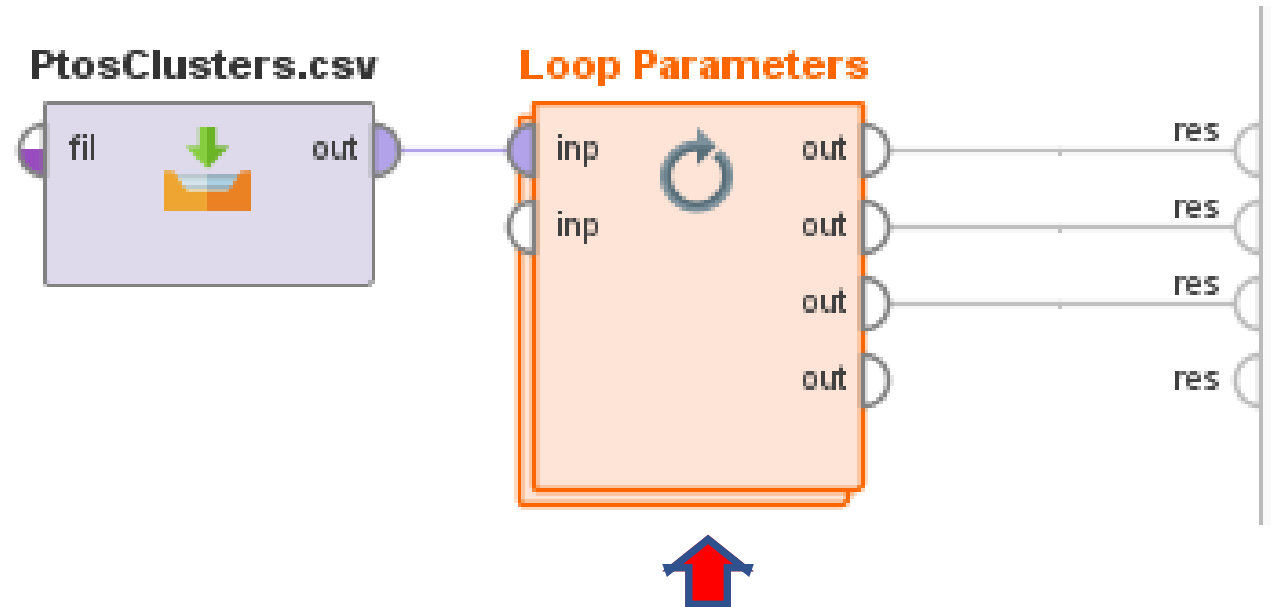 PtosClusters.csv
Loop Parameters
fil
out
inp
out
res
inp
out
res
out
res
out
res